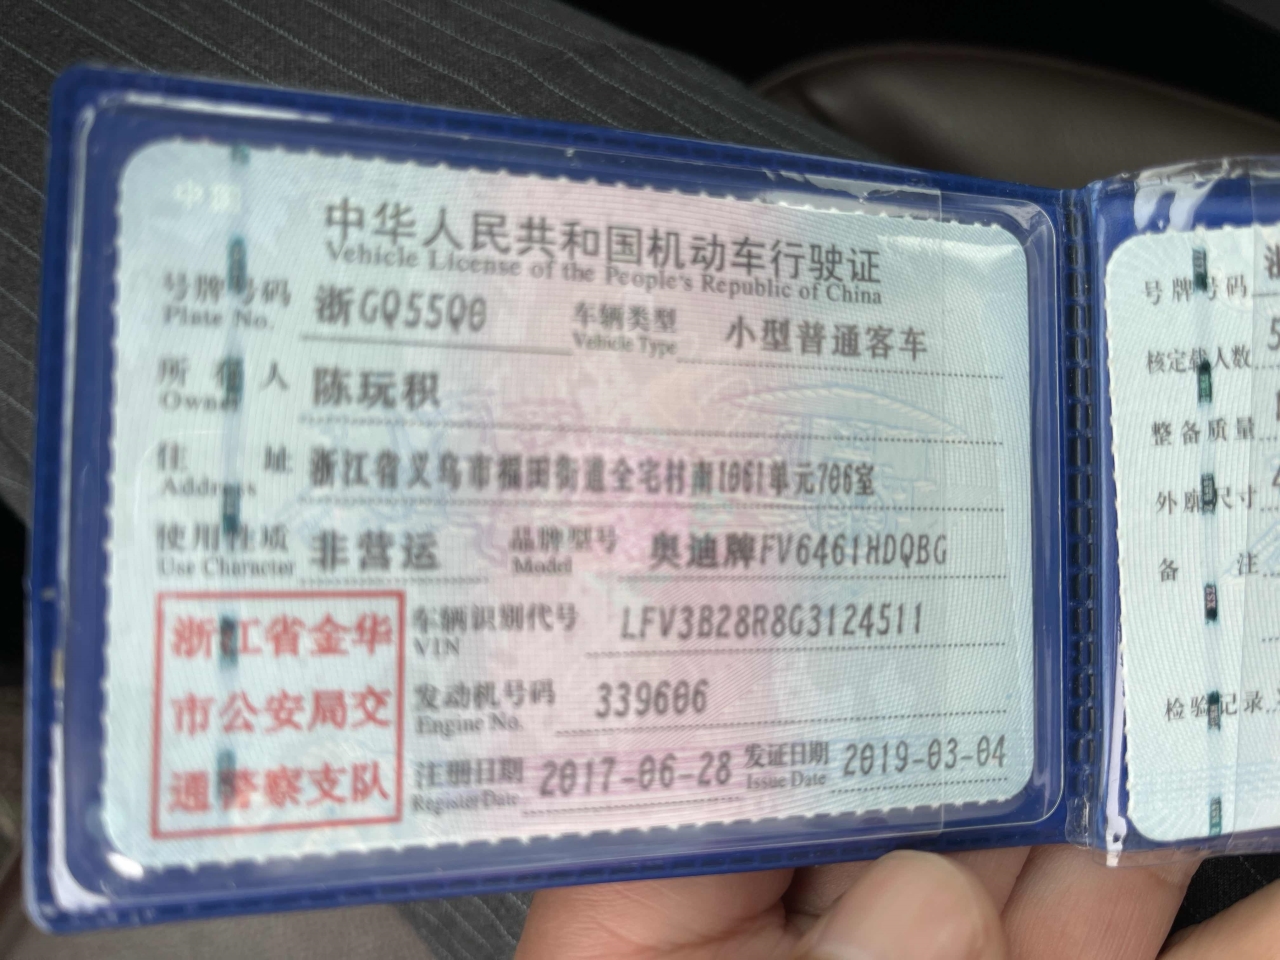 中华人民共和国机动车行驶证
Vehicle License of the People's Republic of China
号牌号码 浙GQ55Q0 车辆类型 小型普通客车
Plate No. Vehicle Type
所有人 陈玩积
Owner
住址 浙江省义乌市福田街道全宅村南1061单元706室
Address
使用性质 非营运 品牌型号 奥迪牌FV6461HDQBG
Use Character Model
浙江省金华
市公安局交
通警察支队
车辆识别代号 LFV3B28R8G3124511
VIN
发动机号码 339606
Engine No.
注册日期 2017-06-28 发证日期 2019-03-04
Register Date Issue Date
号牌号码
核定载人数
整备质量
外廓尺寸
备注
检验记录